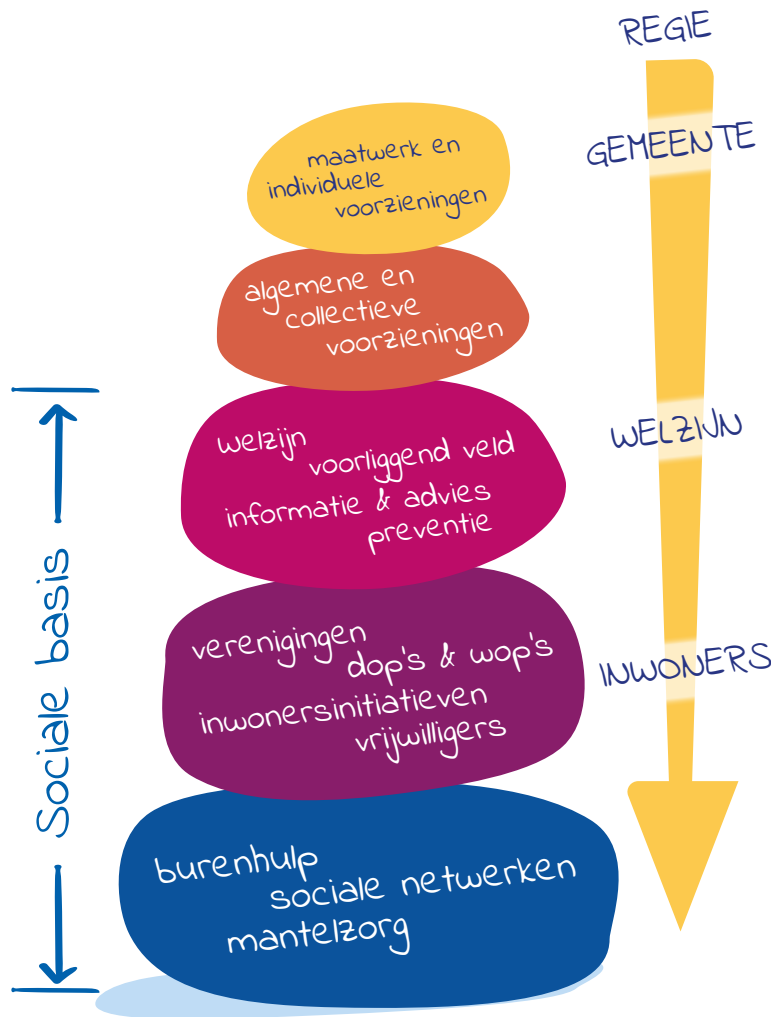 REGIE
GEMEENTE
WELZIJN
INWONERS
maatwerk en
individuele
voorzieningen
algemene en
collectieve
voorzieningen
welzijn
voorliggend veld
informatie & advies
preventie
verenigingen
dop's & wop's
inwonersinitiatieven
vrijwilligers
burenhulp
sociale netwerken
mantelzorg
Sociale basis